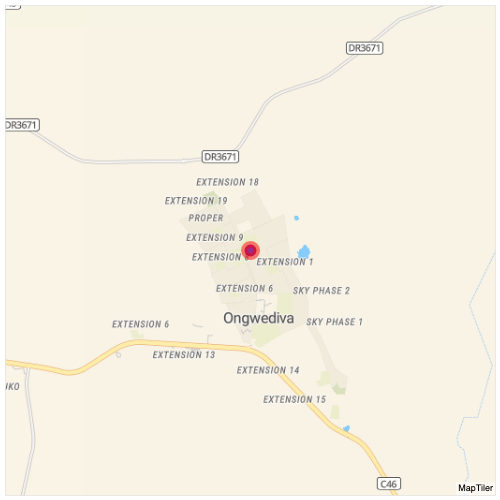 DR3671
DR3671
DR3671
EXTENSION 18
EXTENSION 19
PROPER
EXTENSION 9
EXTENSION
EXTENSION 1
EXTENSION 6
SKY PHASE 2
Ongwediva
SKY PHASE 1
EXTENSION 6
EXTENSION 13
EXTENSION 14
UKO
EXTENSION 15
C46
MapTiler